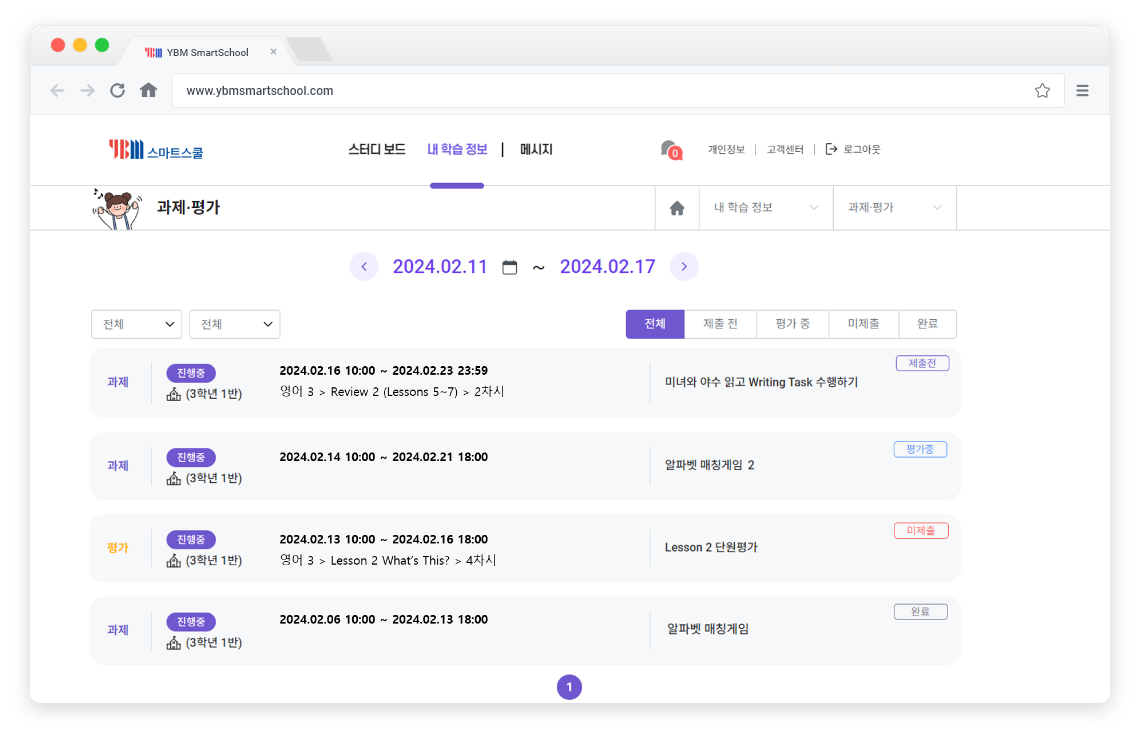 YBM SmartSchool
www.ybmsmartschool.com
YBM 스마트스쿨
스터디 보드 내 학습 정보 | 메시지
0
개인정보 | 고객센터 | 로그아웃
과제·평가
내 학습 정보
과제·평가
2024.02.11 ~ 2024.02.17
전체 전체
전체 제출 전 평가 중 미제출 완료
과제
진행중
(3학년 1반)
2024.02.16 10:00 ~ 2024.02.23 23:59
영어 3 > Review 2 (Lessons 5~7) > 2차시
미녀와 야수 읽고 Writing Task 수행하기
제출전
과제
진행중
(3학년 1반)
2024.02.14 10:00 ~ 2024.02.21 18:00
알파벳 매칭게임 2
평가중
평가
진행중
(3학년 1반)
2024.02.13 10:00 ~ 2024.02.16 18:00
영어 3 > Lesson 2 What's This? > 4차시
Lesson 2 단원평가
미제출
과제
진행중
(3학년 1반)
2024.02.06 10:00 ~ 2024.02.13 18:00
알파벳 매칭게임
완료
1